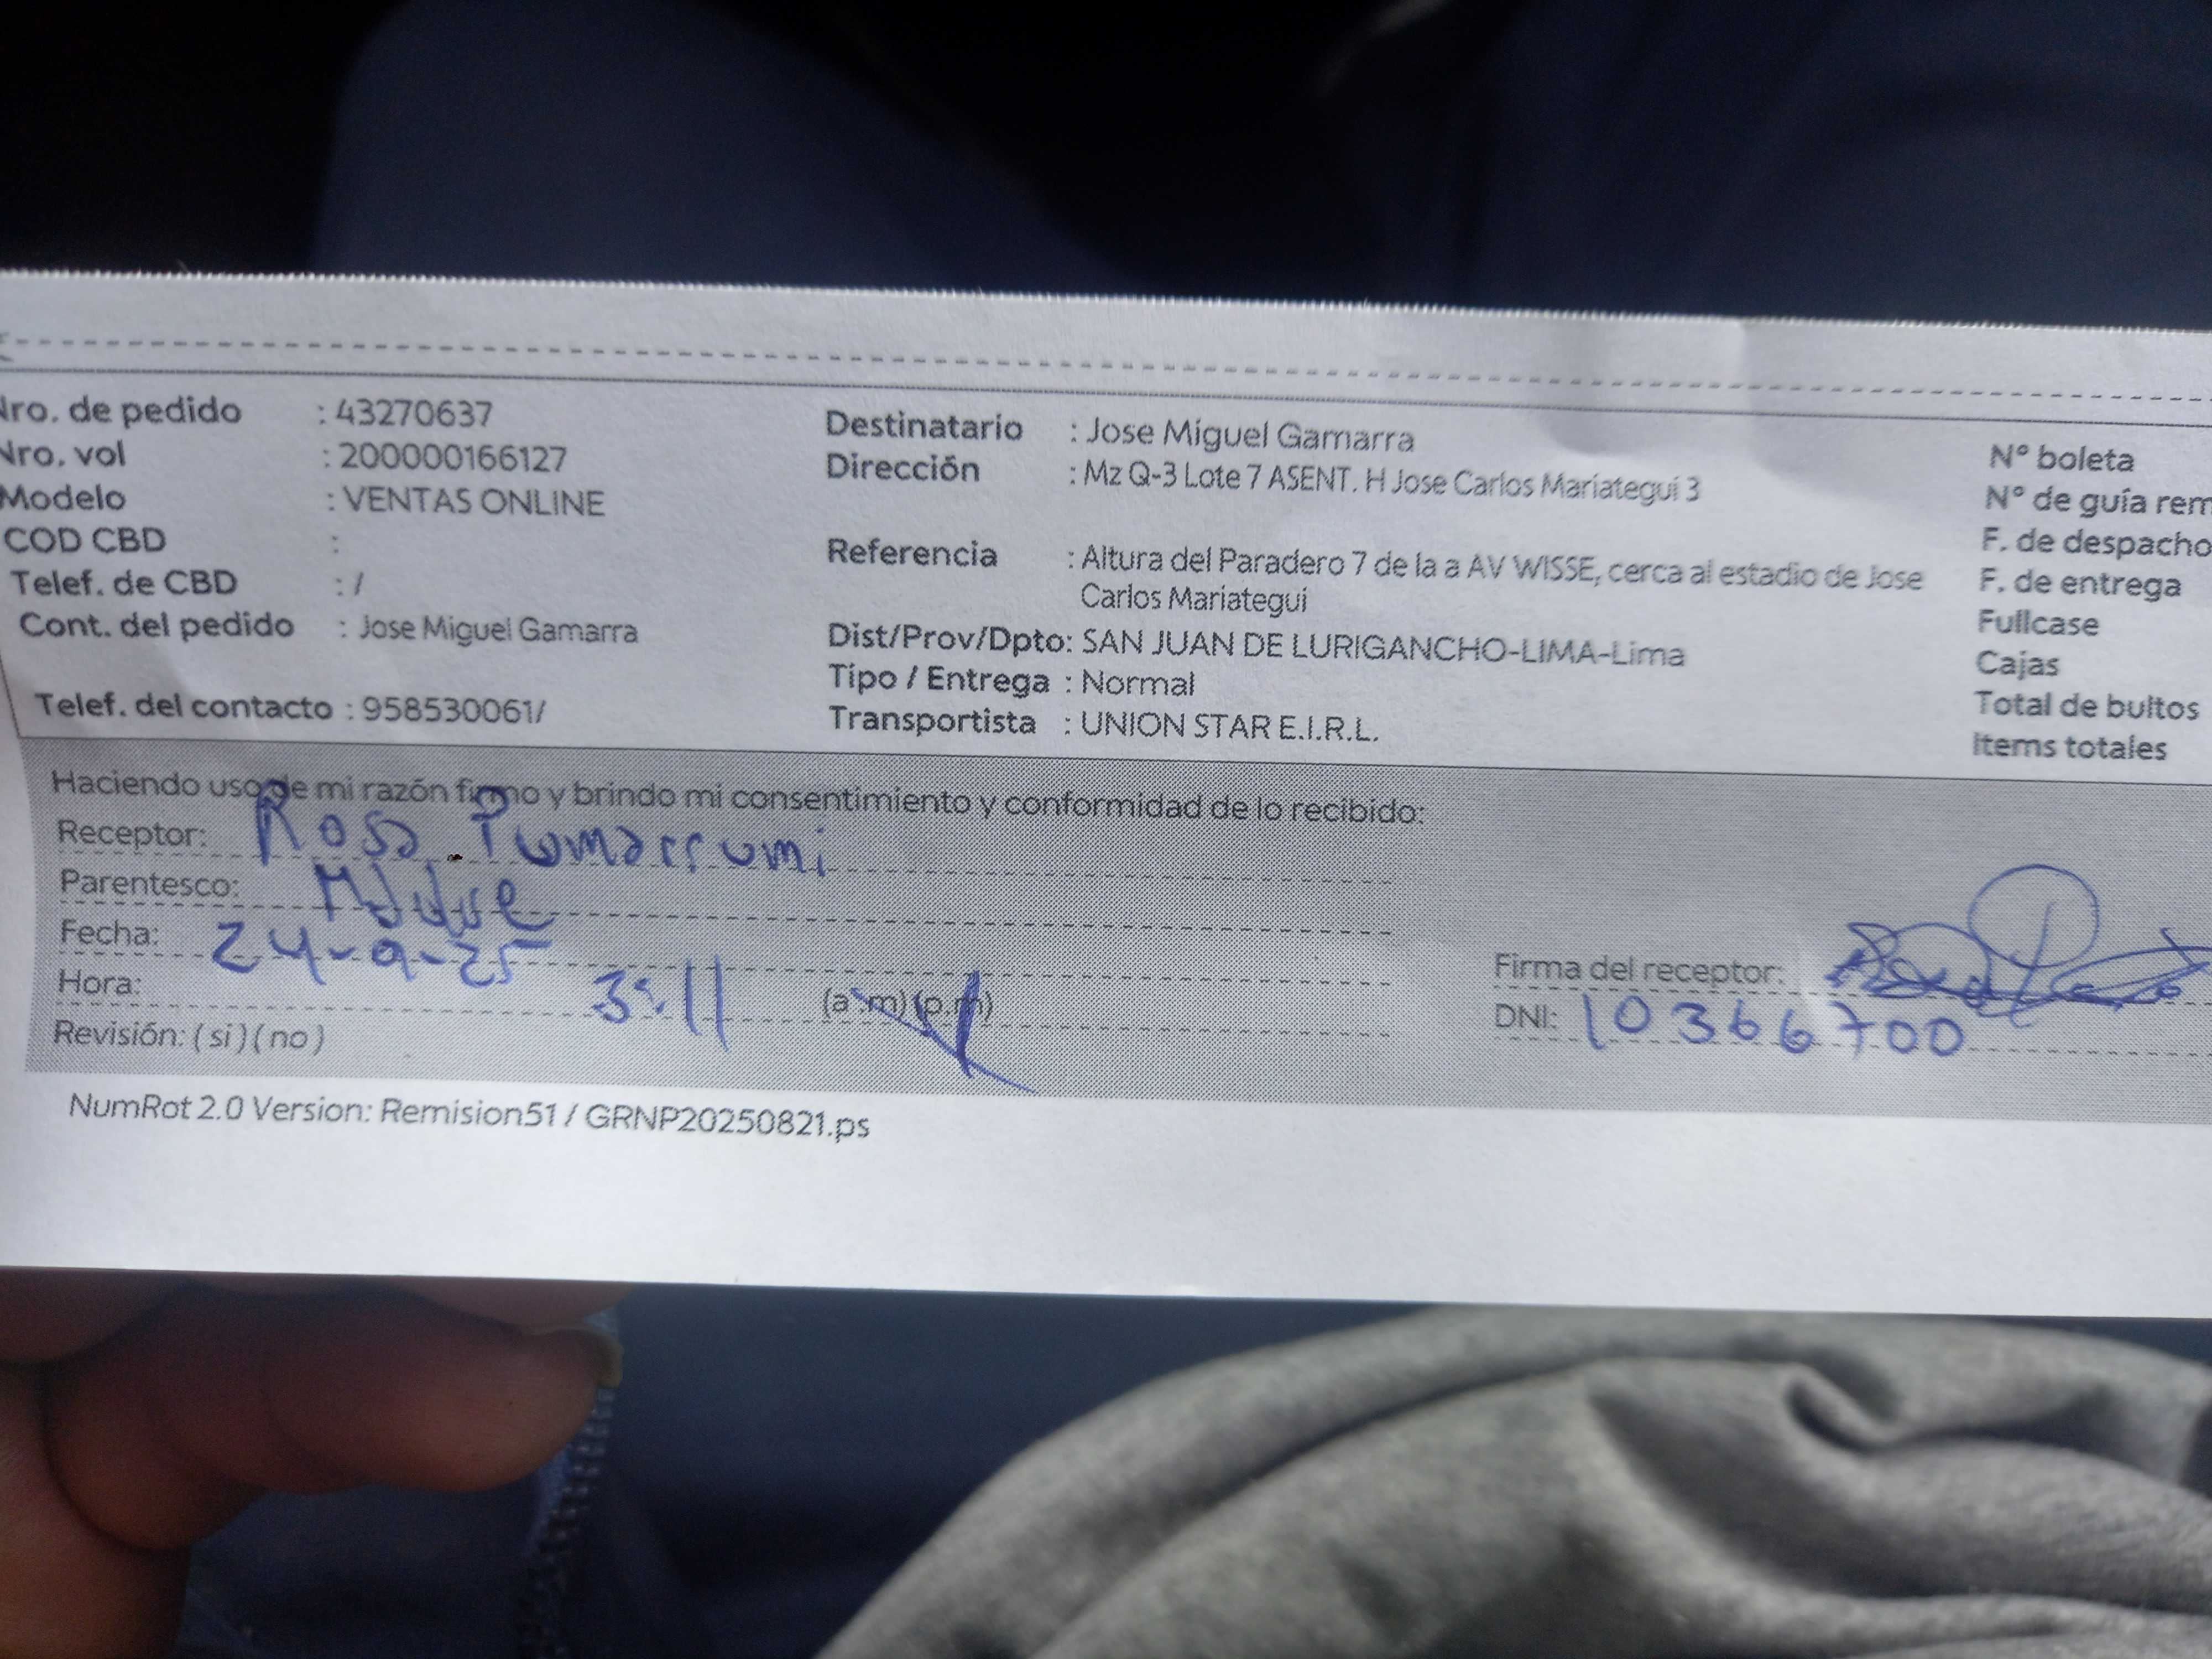 Nro. de pedido : 43270637
Nro. vol : 200000166127
Modelo : VENTAS ONLINE
COD CBD :
Telef. de CBD : /
Cont. del pedido : Jose Miguel Gamarra
Telef. del contacto : 958530061/
Destinatario : Jose Miguel Gamarra
Dirección : Mz Q-3 Lote 7 ASENT. H Jose Carlos Mariategui 3
Referencia : Altura del Paradero 7 de la a AV WISSE, cerca al estadio de Jose
Carlos Mariategui
Dist/Prov/Dpto: SAN JUAN DE LURIGANCHO-LIMA-Lima
Tipo / Entrega : Normal
Transportista : UNION STAR E.I.R.L.
N° boleta
N° de guía rem
F. de despacho
F. de entrega
Fullcase
Cajas
Total de bultos
Items totales
Haciendo uso de mi razón firmo y brindo mi consentimiento y conformidad de lo recibido:
Receptor: Rosa Pumarrumi
Parentesco: Madre
Fecha: 24-9-25
Hora: 3:11 (a.m) (p.m)
Revisión: ( si ) ( no )
Firma del receptor:
DNI: 10366700
NumRot 2.0 Version: Remision51 / GRNP20250821.ps